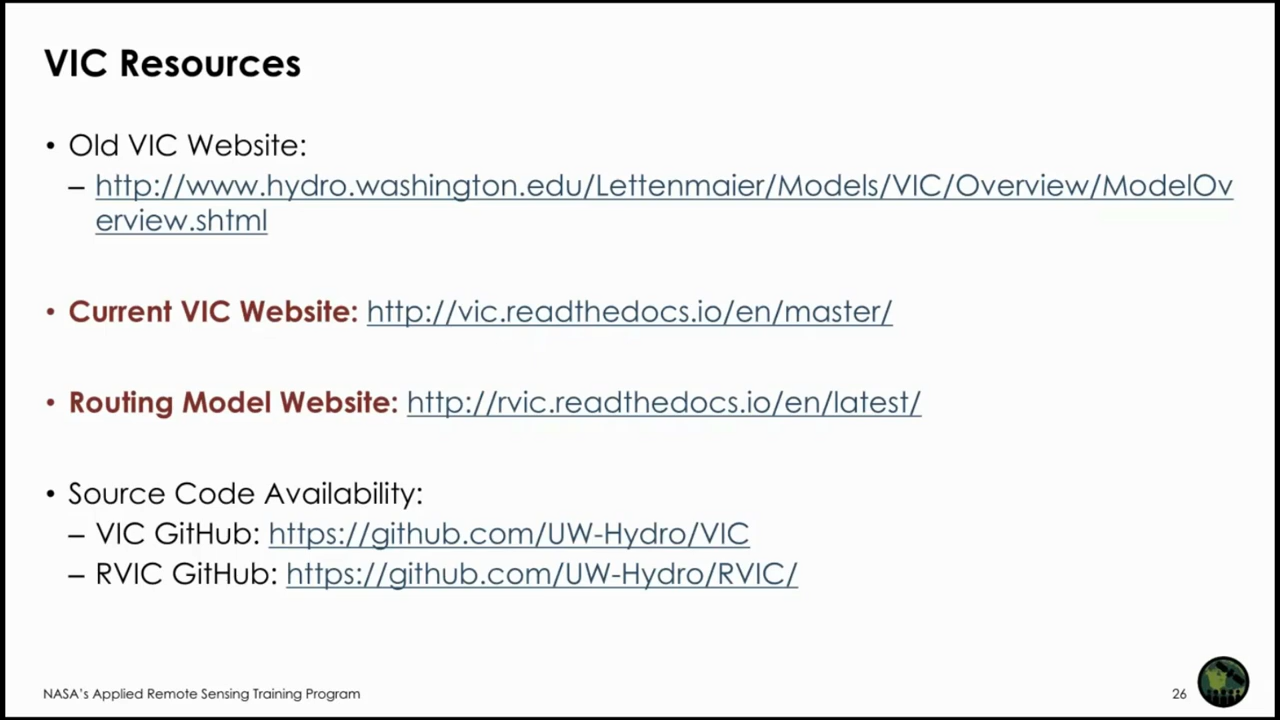 VIC Resources
• Old VIC Website:
– http://www.hydro.washington.edu/Lettenmaier/Models/VIC/Overview/ModelOv
erview.shtml
• Current VIC Website: http://vic.readthedocs.io/en/master/
• Routing Model Website: http://rvic.readthedocs.io/en/latest/
• Source Code Availability:
– VIC GitHub: https://github.com/UW-Hydro/VIC
– RVIC GitHub: https://github.com/UW-Hydro/RVIC/
NASA's Applied Remote Sensing Training Program
26